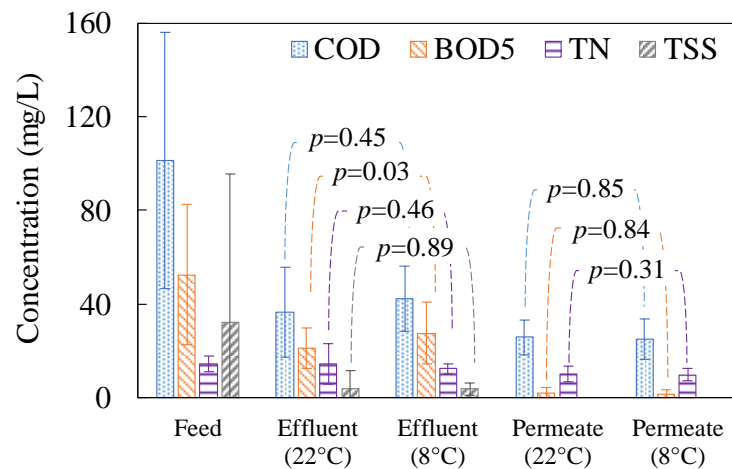 160
120
80
40
0
Concentration (mg/L)
COD BOD5 TN TSS
p=0.45
p=0.03
p=0.46
p=0.89
p=0.85
p=0.84
p=0.31
Feed
Effluent
(22°C)
Effluent
(8°C)
Permeate
(22°C)
Permeate
(8°C)